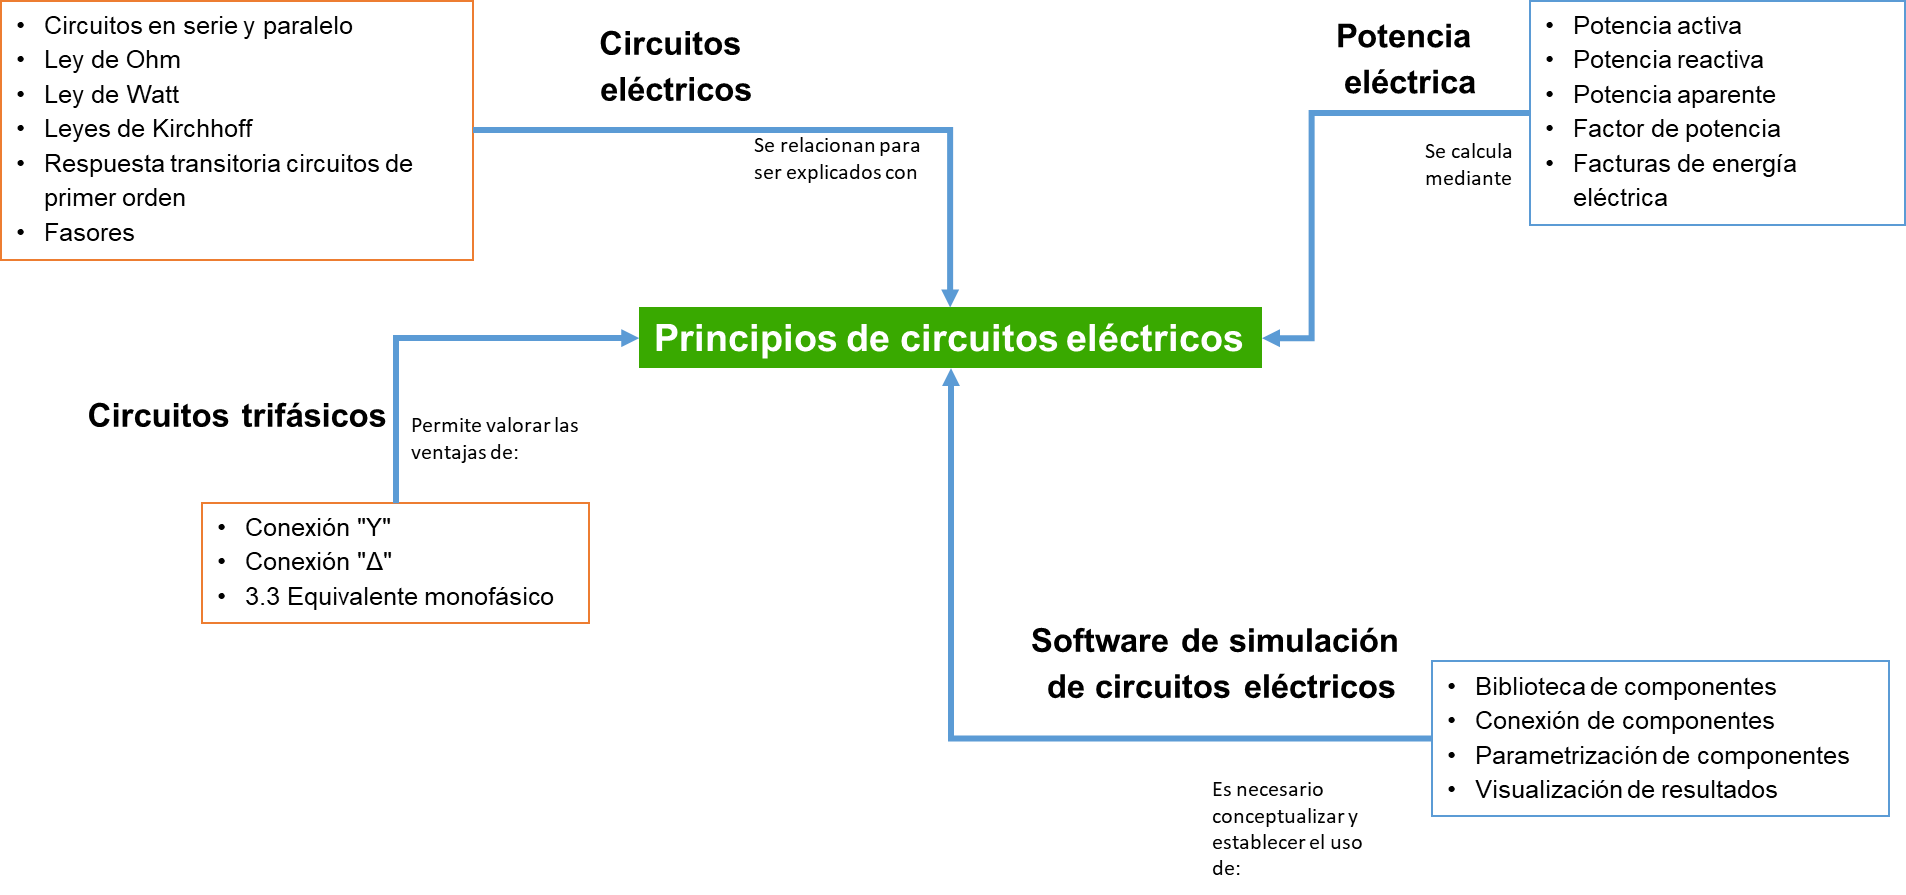 • Circuitos en serie y paralelo
• Ley de Ohm
• Ley de Watt
• Leyes de Kirchhoff
• Respuesta transitoria circuitos de
primer orden
• Fasores
Circuitos
eléctricos
Se relacionan para
ser explicados con
Potencia
eléctrica
Se calcula
mediante
• Potencia activa
• Potencia reactiva
• Potencia aparente
• Factor de potencia
• Facturas de energía
eléctrica
Principios de circuitos eléctricos
Circuitos trifásicos
Permite valorar las
ventajas de:
• Conexión "Y"
• Conexión "Δ"
• 3.3 Equivalente monofásico
Software de simulación
de circuitos eléctricos
Es necesario
conceptualizar y
establecer el uso
de:
• Biblioteca de componentes
• Conexión de componentes
• Parametrización de componentes
• Visualización de resultados